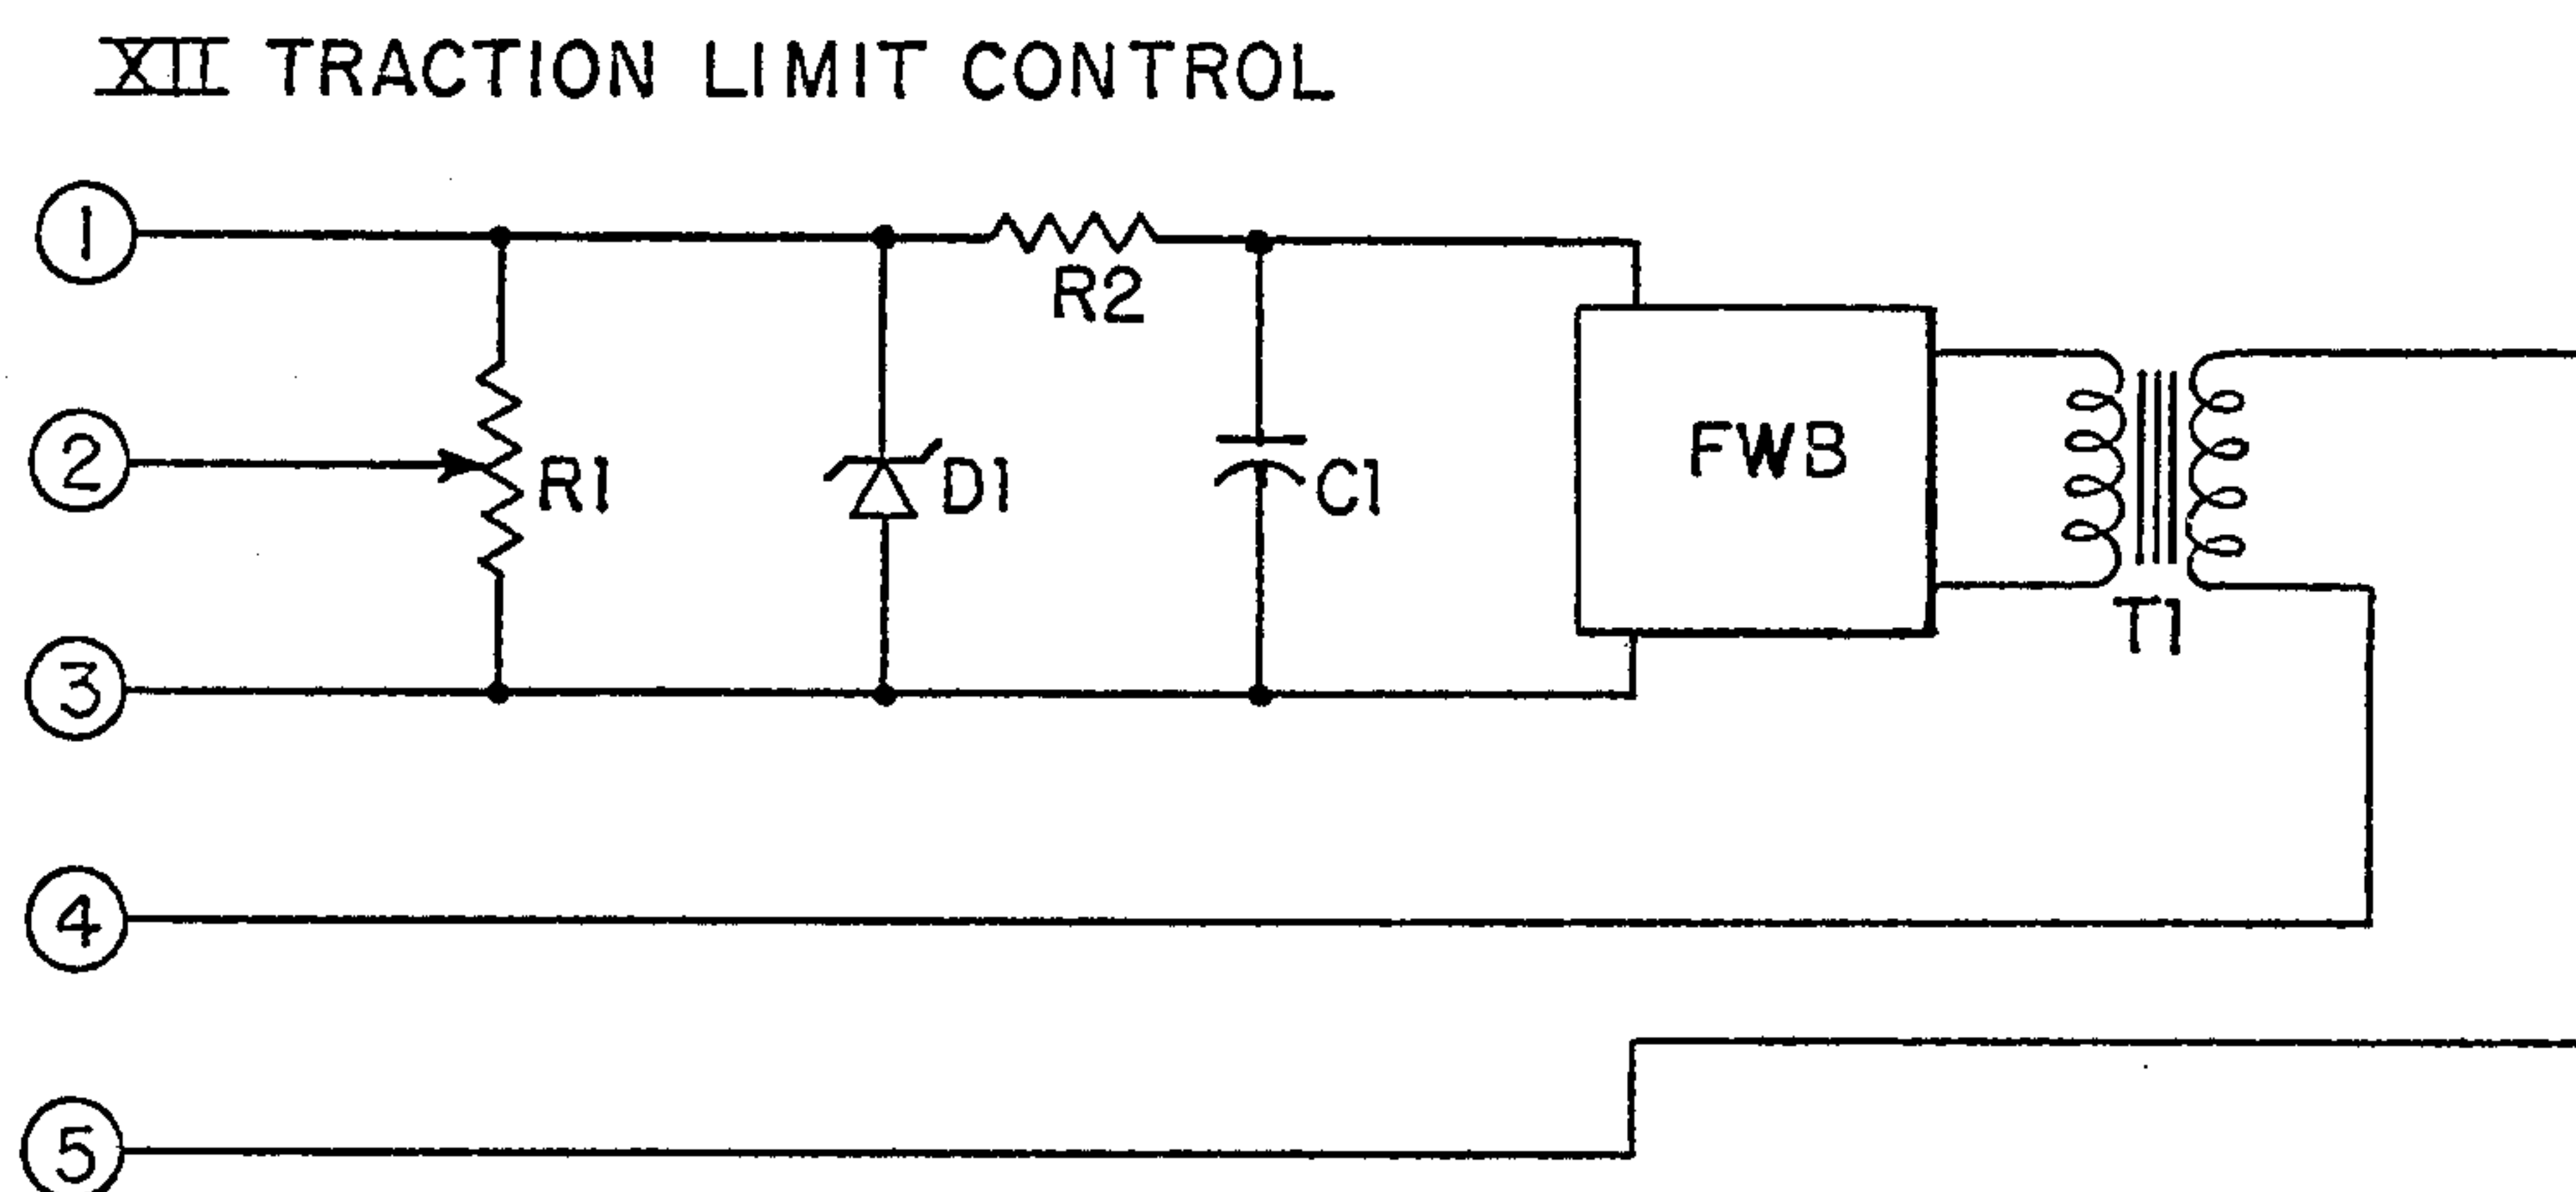 XII TRACTION LIMIT CONTROL
1
R2
2
R1
D1
C1
FWB
T1
3
4
5